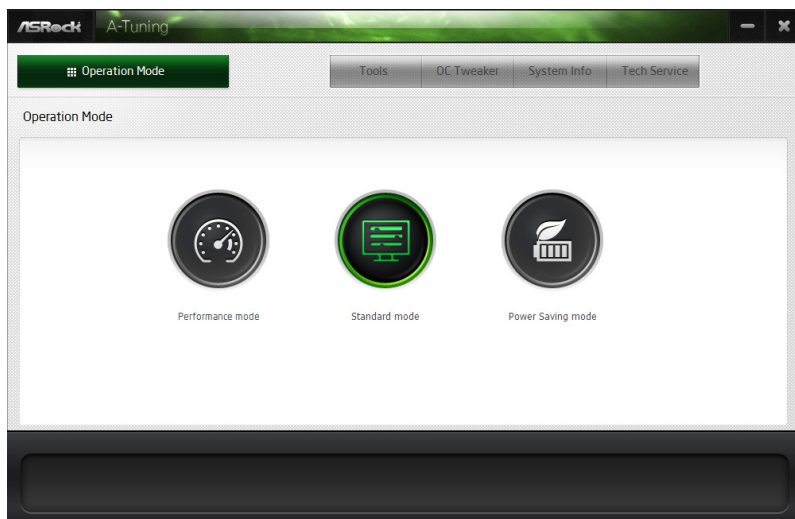 ASRock A-Tuning
Operation Mode Tools OC Tweaker System Info Tech Service
Operation Mode
Performance mode Standard mode Power Saving mode